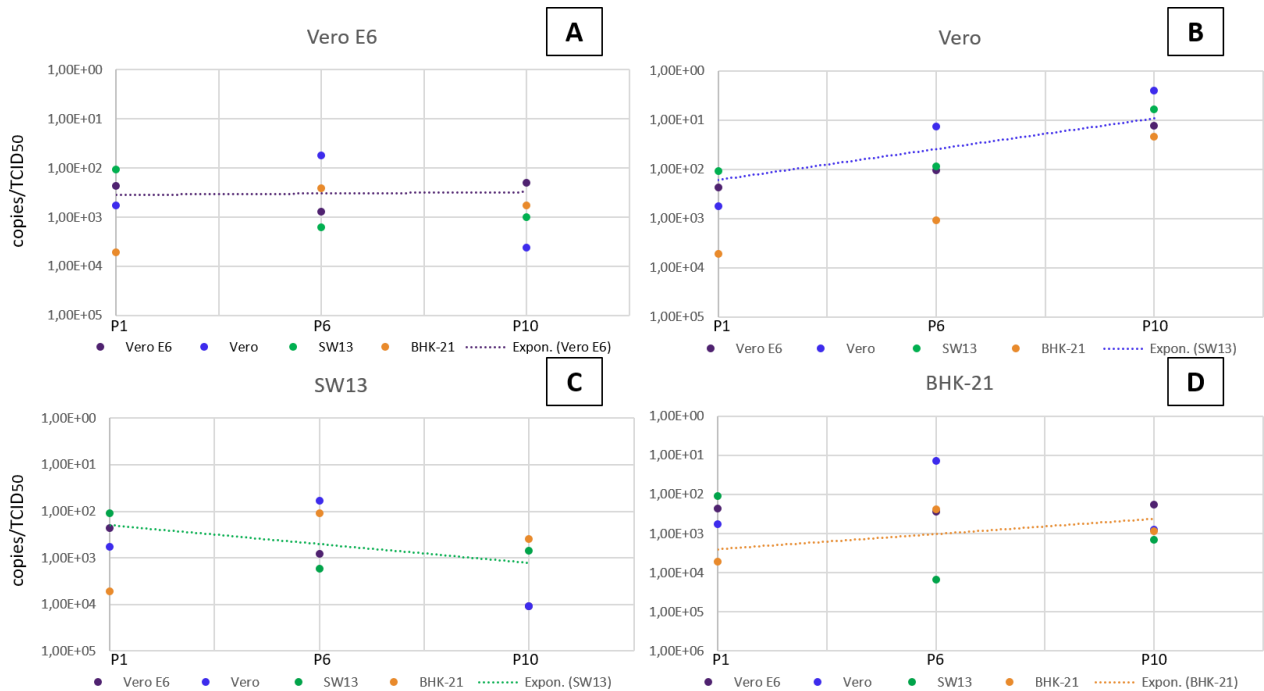 Vero E6
A
copies/TCID50
1,00E+00
1,00E+01
1,00E+02
1,00E+03
1,00E+04
1,00E+05
P1 P6 P10
Vero E6 Vero SW13 BHK-21 Expon. (Vero E6)
Vero
B
1,00E+00
1,00E+01
1,00E+02
1,00E+03
1,00E+04
1,00E+05
P1 P6 P10
Vero E6 Vero SW13 BHK-21 Expon. (SW13)
SW13
C
copies/TCID50
1,00E+00
1,00E+01
1,00E+02
1,00E+03
1,00E+04
1,00E+05
P1 P6 P10
Vero E6 Vero SW13 BHK-21 Expon. (SW13)
BHK-21
D
1,00E+00
1,00E+01
1,00E+02
1,00E+03
1,00E+04
1,00E+05
1,00E+06
P1 P6 P10
Vero E6 Vero SW13 BHK-21 Expon. (BHK-21)